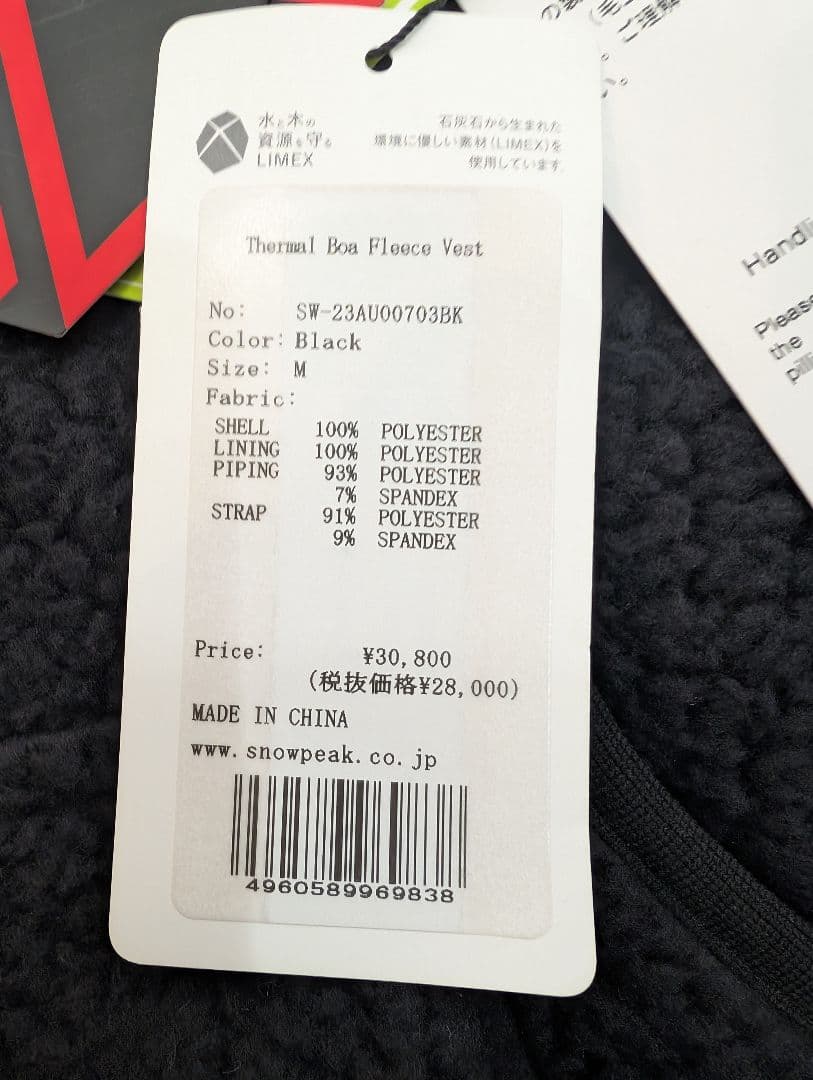 水と木の
資源を守る
LIMEX
石灰石から生まれた
環境に優しい素材(LIMEX)を
使用しています。
Thermal Boa Fleece Vest
No: SW-23AU00703BK
Color: Black
Size: M
Fabric:
SHELL 100% POLYESTER
LINING 100% POLYESTER
PIPING 93% POLYESTER
7% SPANDEX
STRAP 91% POLYESTER
9% SPANDEX
Price: ¥30,800
(税抜価格¥28,000)
MADE IN CHINA
www.snowpeak.co.jp
4960589969838
ご理解
Please
the